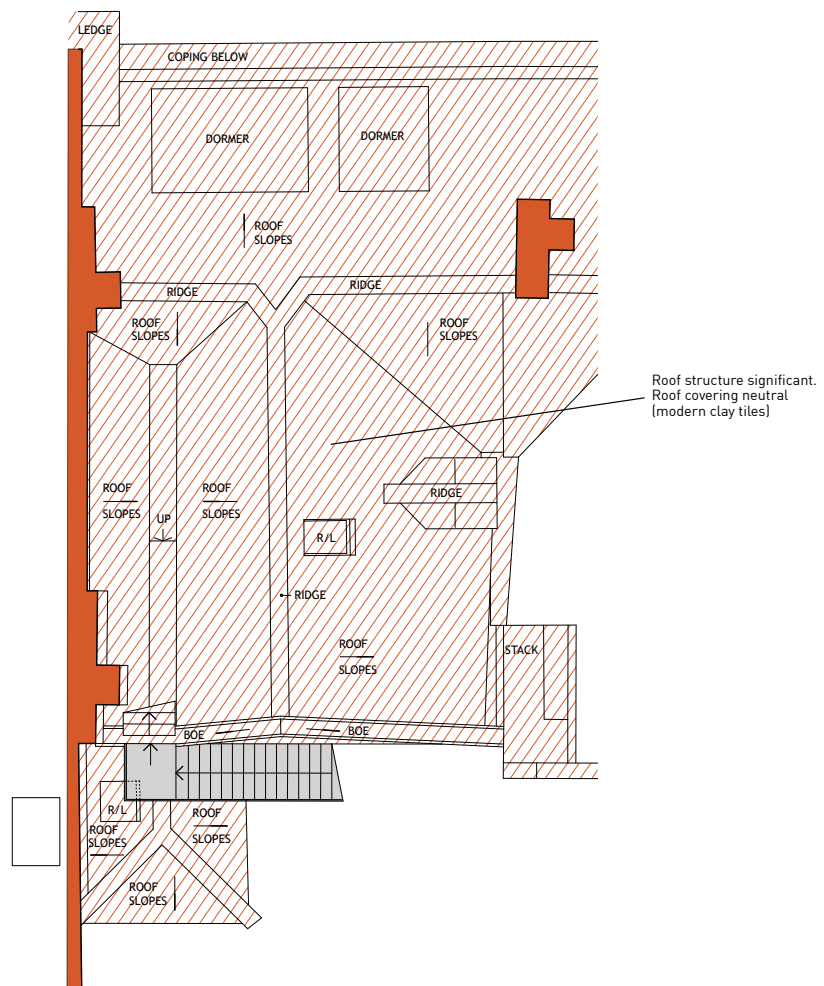 LEDGE
COPING BELOW
DORMER
DORMER
ROOF
SLOPES
RIDGE
RIDGE
ROOF
SLOPES
ROOF
SLOPES
Roof structure significant.
Roof covering neutral
(modern clay tiles)
ROOF
SLOPES
ROOF
SLOPES
RIDGE
UP
R/L
RIDGE
ROOF
SLOPES
STACK
BOE
BOE
R/L
ROOF
SLOPES
ROOF
SLOPES
ROOF
SLOPES